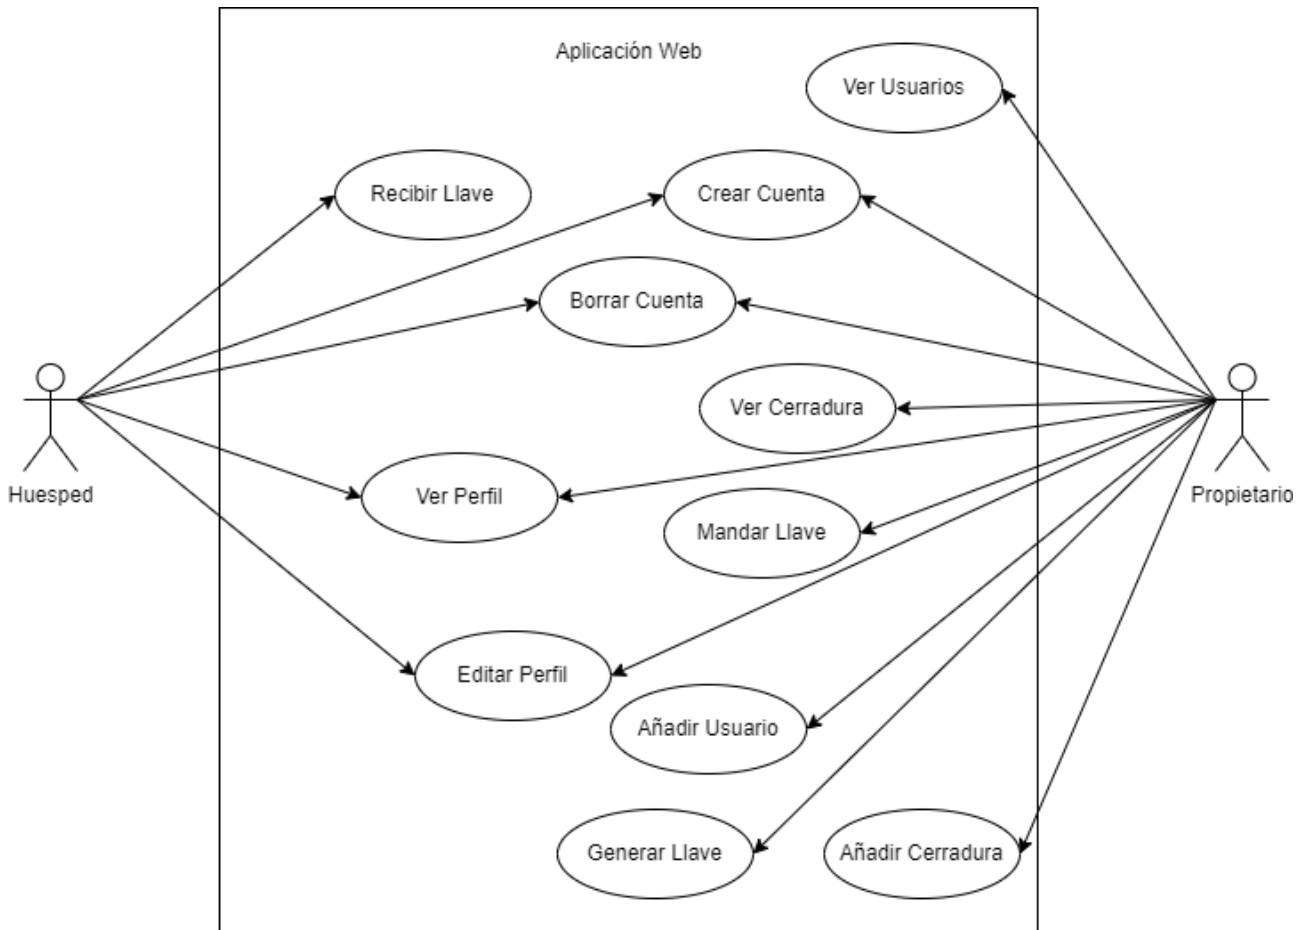 Aplicación Web
Ver Usuarios
Recibir Llave
Crear Cuenta
Borrar Cuenta
Ver Cerradura
Huesped
Ver Perfil
Propietario
Mandar Llave
Editar Perfil
Añadir Usuario
Generar Llave
Añadir Cerradura